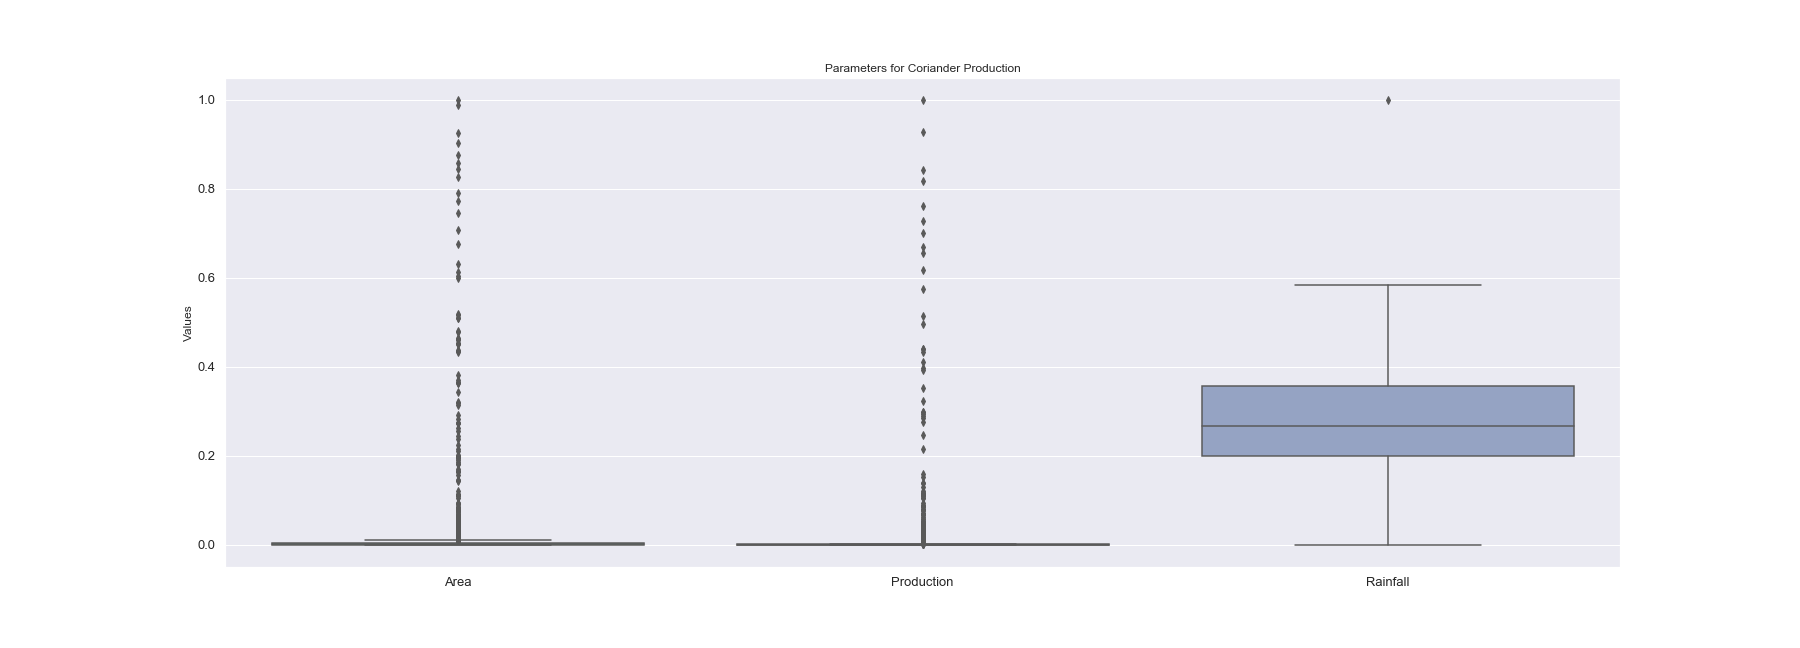 Parameters for Coriander Production
1.0
0.8
0.6
0.4
0.2
0.0
Values
Area
Production
Rainfall